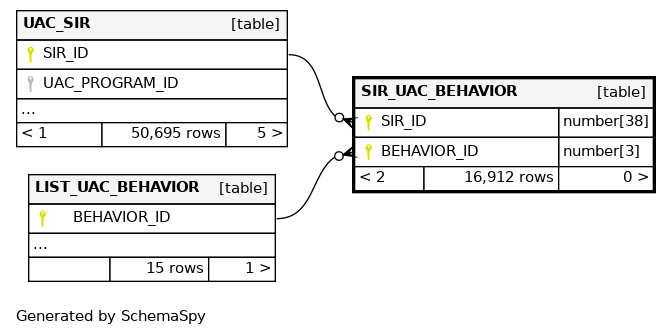 UAC_SIR [table]
SIR_ID
UAC_PROGRAM_ID
...
< 1 50,695 rows 5 >
SIR_UAC_BEHAVIOR [table]
SIR_ID number[38]
BEHAVIOR_ID number[3]
< 2 16,912 rows 0 >
LIST_UAC_BEHAVIOR [table]
BEHAVIOR_ID
...
15 rows 1 >
Generated by SchemaSpy